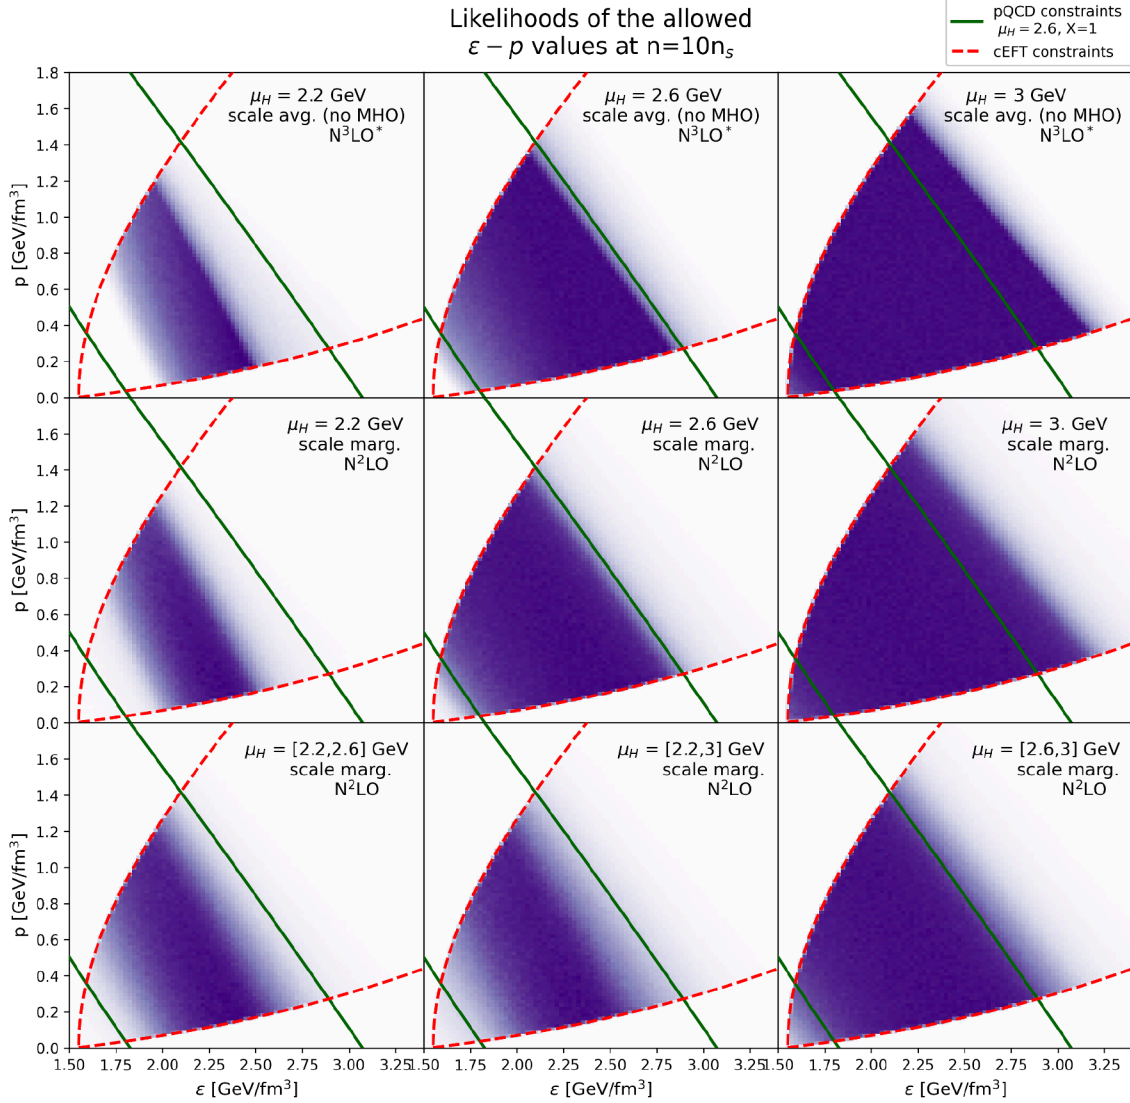 Likelihoods of the allowed
ε − p values at n=10nₛ
pQCD constraints
μ_H = 2.6, X=1
cEFT constraints
μ_H = 2.2 GeV
scale avg. (no MHO)
N³LO*
μ_H = 2.6 GeV
scale avg. (no MHO)
N³LO*
μ_H = 3 GeV
scale avg. (no MHO)
N³LO*
1.8
1.6
1.4
1.2
1.0
0.8
0.6
0.4
0.2
0.0
p [GeV/fm³]
μ_H = 2.2 GeV
scale marg.
N²LO
μ_H = 2.6 GeV
scale marg.
N²LO
μ_H = 3. GeV
scale marg.
N²LO
1.6
1.4
1.2
1.0
0.8
0.6
0.4
0.2
0.0
p [GeV/fm³]
μ_H = [2.2,2.6] GeV
scale marg.
N²LO
μ_H = [2.2,3] GeV
scale marg.
N²LO
μ_H = [2.6,3] GeV
scale marg.
N²LO
1.6
1.4
1.2
1.0
0.8
0.6
0.4
0.2
0.0
p [GeV/fm³]
1.50 1.75 2.00 2.25 2.50 2.75 3.00 3.25
1.50 1.75 2.00 2.25 2.50 2.75 3.00 3.25
1.50 1.75 2.00 2.25 2.50 2.75 3.00 3.25
ε [GeV/fm³]
ε [GeV/fm³]
ε [GeV/fm³]